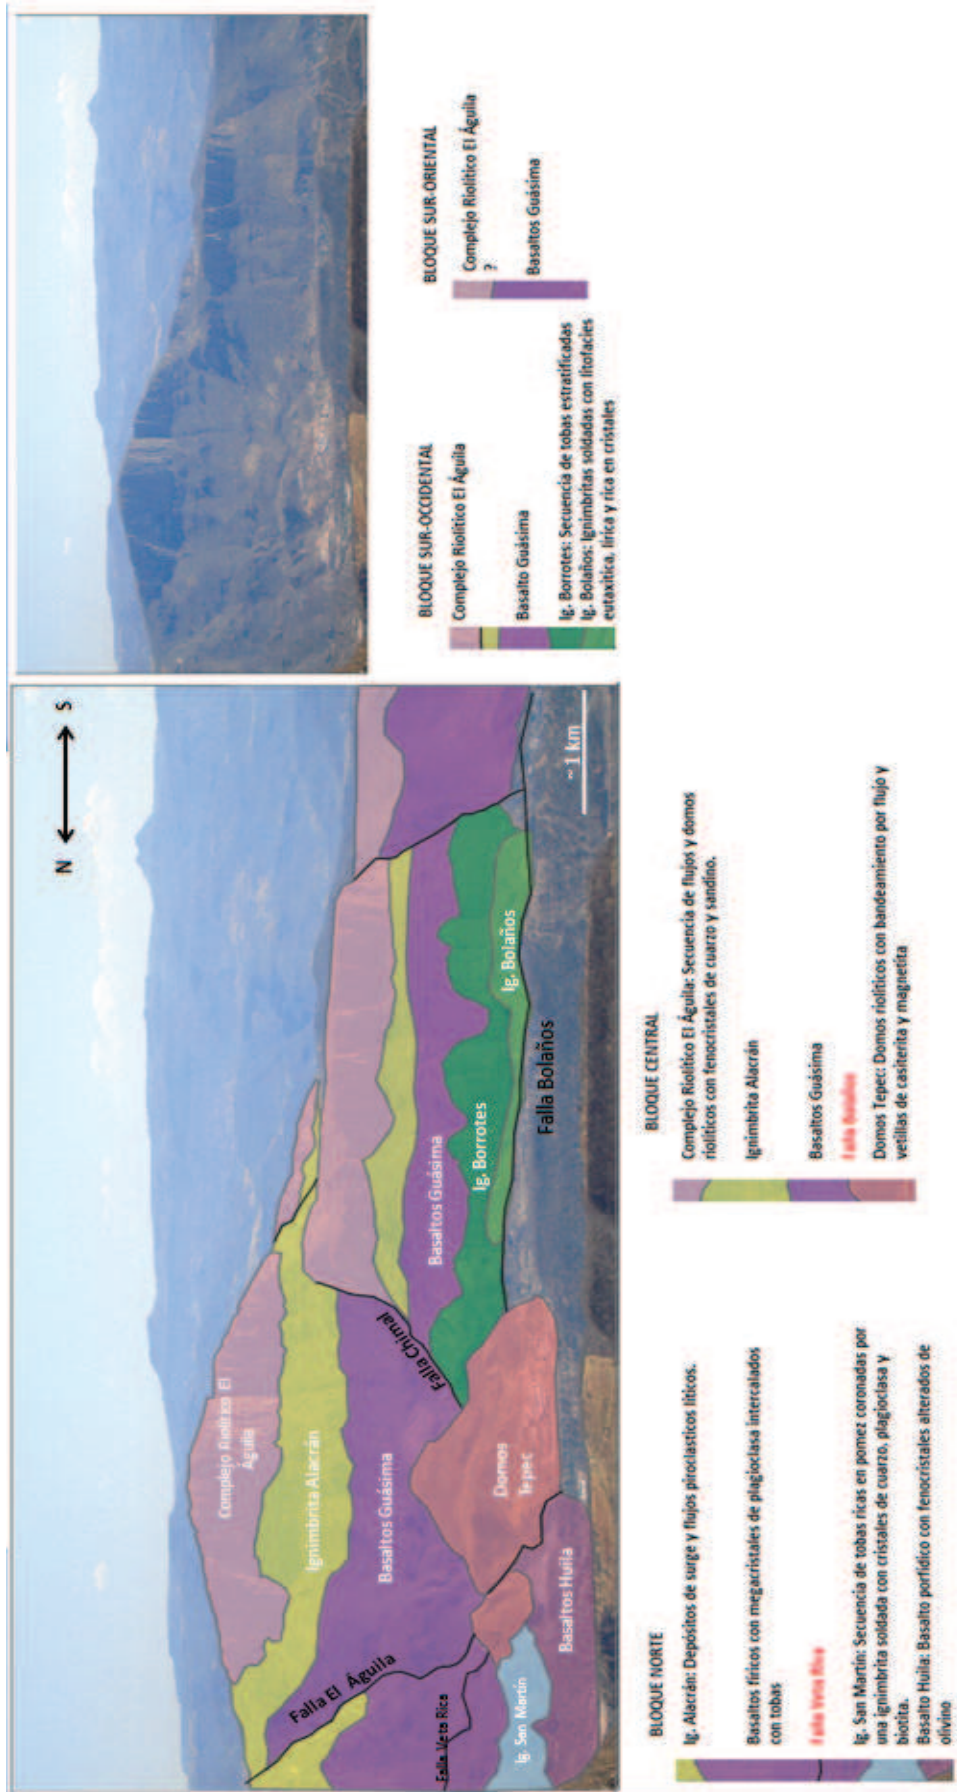 N S
Complejo Riolítico El
Águila
Ignimbrita Alacrán
Basaltos Guásima
Falla El Águila
Falla Veta Rica
Ig. San Martín
Basaltos Huila
Domos
Tepec
Falla Chimal
Basaltos Guásima
Ig. Borrotes
Ig. Bolaños
Falla Bolaños
~ 1 km
BLOQUE NORTE
Ig. Alacrán: Depósitos de surge y flujos piroclasticos líticos.
Basaltos fíricos con megacristales de plagioclasa intercalados
con tobas
Falla Veta Rica
Ig. San Martín: Secuencia de tobas ricas en pomez coronadas por
una ignimbrita soldada con cristales de cuarzo, plagioclasa y
biotita.
Basalto Huila: Basalto porfídico con fenocristales alterados de
olivino
BLOQUE CENTRAL
Complejo Riolítico El Águila: Secuencia de flujos y domos
riolíticos con fenocristales de cuarzo y sandino.
Ignimbrita Alacrán
Basaltos Guásima
Falla Bolaños
Domos Tepec: Domos riolíticos con bandeamiento por flujo y
vetillas de casiterita y magnetita
BLOQUE SUR-OCCIDENTAL
Complejo Riolítico El Águila
Basalto Guásima
Ig. Borrotes: Secuencia de tobas estratificadas
Ig. Bolaños: Ignimbritas soldadas con litofacies
eutaxítica, lírica y rica en cristales
BLOQUE SUR-ORIENTAL
Complejo Riolítico El Águila
?
Basaltos Guásima